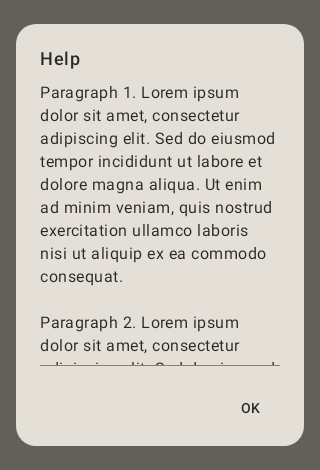 Help
Paragraph 1. Lorem ipsum
dolor sit amet, consectetur
adipiscing elit. Sed do eiusmod
tempor incididunt ut labore et
dolore magna aliqua. Ut enim
ad minim veniam, quis nostrud
exercitation ullamco laboris
nisi ut aliquip ex ea commodo
consequat.
Paragraph 2. Lorem ipsum
dolor sit amet, consectetur
OK